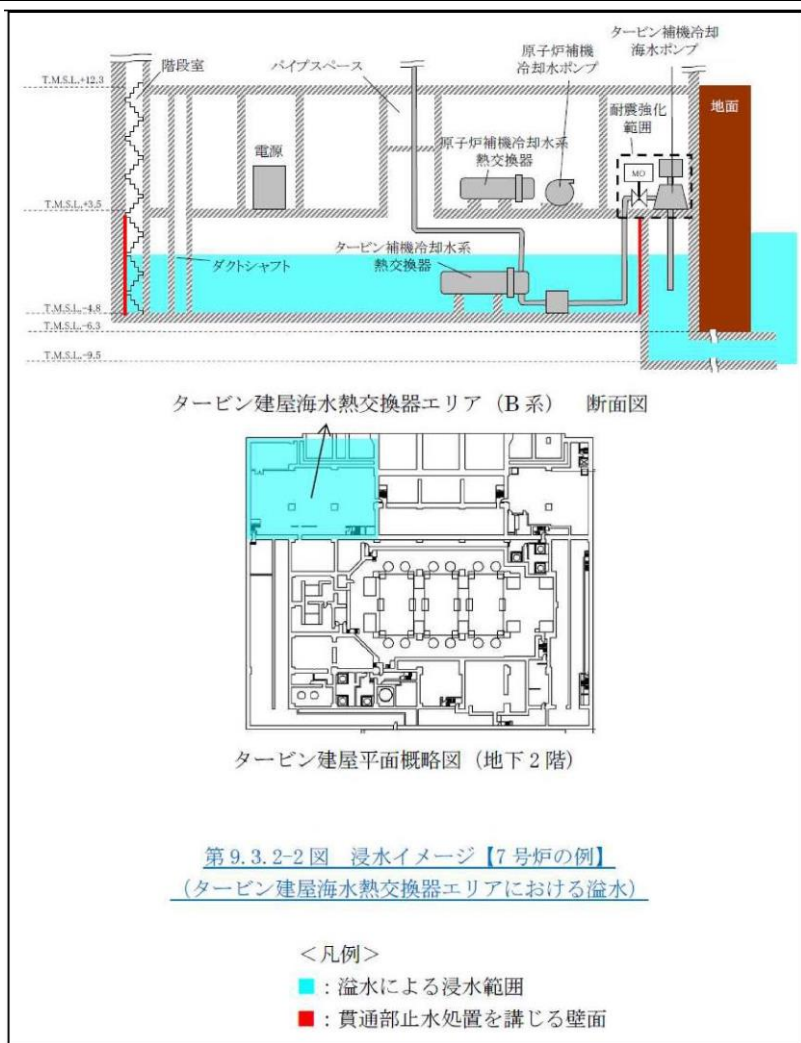 タービン補機冷却
海水ポンプ
原子炉補機
冷却水ポンプ
パイプスペース
階段室
T.M.S.L.+12.3
地面
耐震強化
範囲
電源
原子炉補機冷却水系
熱交換器
MO
T.M.S.L.+3.5
ダクトシャフト
タービン補機冷却水系
熱交換器
T.M.S.L.-4.8
T.M.S.L.-6.3
T.M.S.L.-9.5
タービン建屋海水熱交換器エリア（B系） 断面図
タービン建屋平面概略図（地下2階）
第9.3.2-2図 浸水イメージ【7号炉の例】
（タービン建屋海水熱交換器エリアにおける溢水）
＜凡例＞
■：溢水による浸水範囲
■：貫通部止水処置を講じる壁面